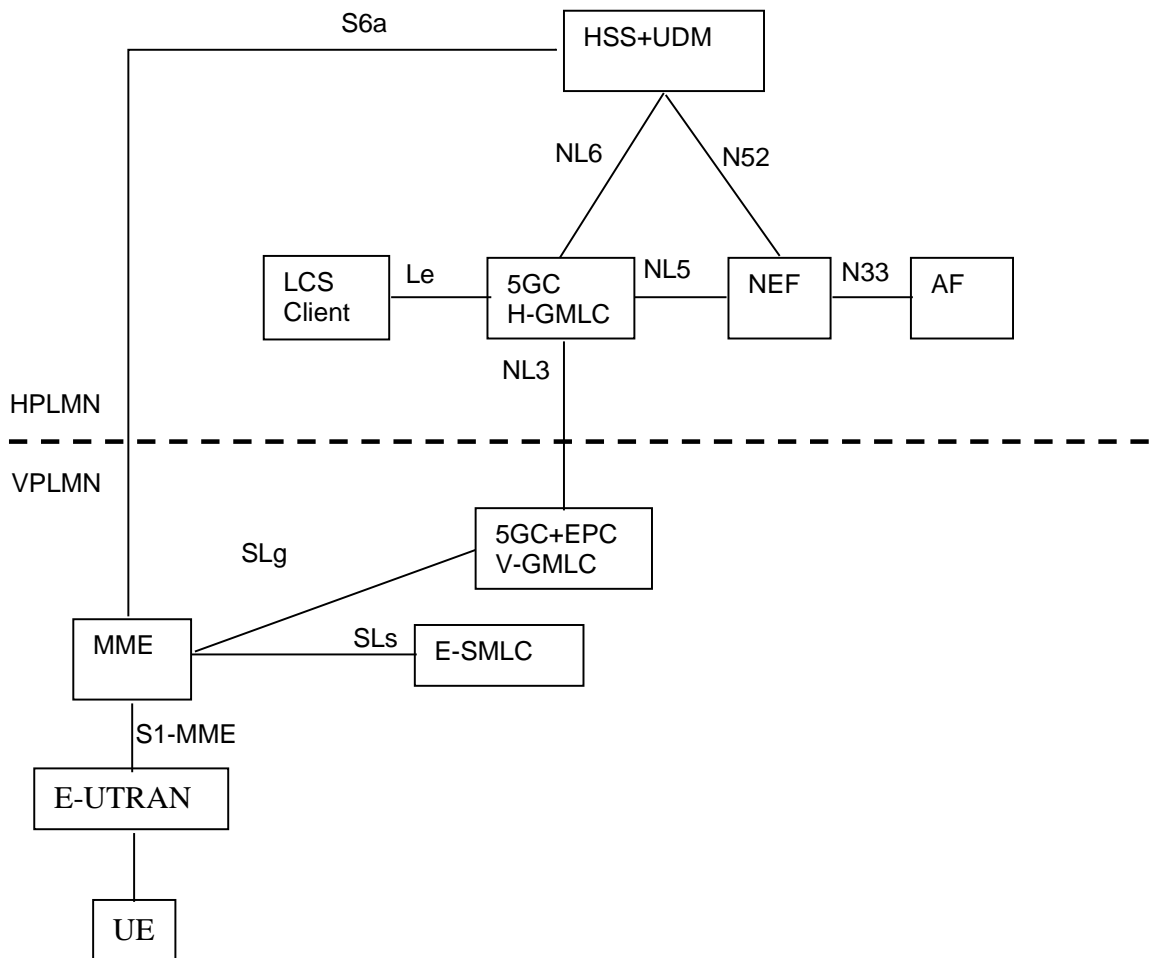 S6a
HSS+UDM
NL6
N52
LCS
Client
Le
5GC
H-GMLC
NL5
NEF
N33
AF
NL3
HPLMN
VPLMN
5GC+EPC
V-GMLC
SLg
MME
SLs
E-SMLC
S1-MME
E-UTRAN
UE